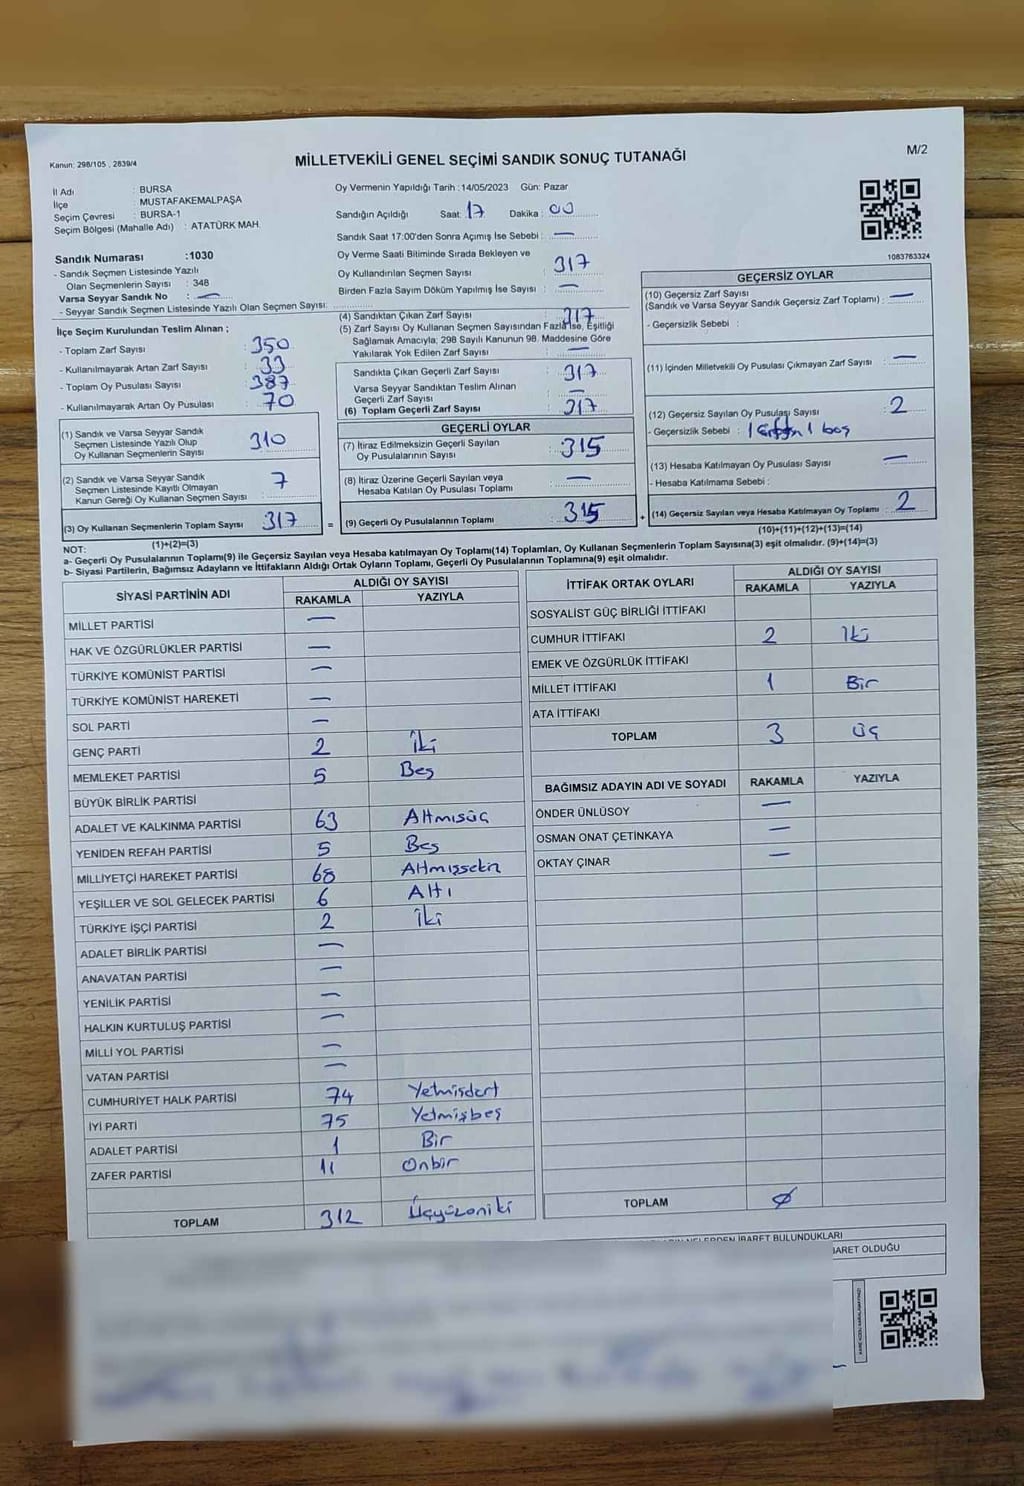 Kanun: 298/105 , 2839/4
MİLLETVEKİLİ GENEL SEÇİMİ SANDIK SONUÇ TUTANAĞI
M/2
İl Adı : BURSA
İlçe : MUSTAFAKEMALPAŞA
Seçim Çevresi : BURSA-1
Seçim Bölgesi (Mahalle Adı) : ATATÜRK MAH.
Sandık Numarası :1030
- Sandık Seçmen Listesinde Yazılı
Olan Seçmenlerin Sayısı : 348
Varsa Seyyar Sandık No : —
- Seyyar Sandık Seçmen Listesinde Yazılı Olan Seçmen Sayısı:
Oy Vermenin Yapıldığı Tarih :14/05/2023 Gün: Pazar
Sandığın Açıldığı Saat: 17 Dakika : 00
Sandık Saat 17:00'den Sonra Açımış İse Sebebi : —
Oy Verme Saati Bitiminde Sırada Bekleyen ve
Oy Kullandırılan Seçmen Sayısı : 317
Birden Fazla Sayım Döküm Yapılmış İse Sayısı : —
1083763324
İlçe Seçim Kurulundan Teslim Alınan ;
- Toplam Zarf Sayısı : 350
- Kullanılmayarak Artan Zarf Sayısı : 33
- Toplam Oy Pusulası Sayısı : 387
- Kullanılmayarak Artan Oy Pusulası : 70
(1) Sandık ve Varsa Seyyar Sandık
Seçmen Listesinde Yazılı Olup
Oy Kullanan Seçmenlerin Sayısı : 310
(2) Sandık ve Varsa Seyyar Sandık
Seçmen Listesinde Kayıtlı Olmayan
Kanun Gereği Oy Kullanan Seçmen Sayısı : 7
(3) Oy Kullanan Seçmenlerin Toplam Sayısı : 317
(1)+(2)=(3)
(4) Sandıktan Çıkan Zarf Sayısı : 317
(5) Zarf Sayısı Oy Kullanan Seçmen Sayısından Fazla İse, Eşitliği
Sağlamak Amacıyla, 298 Sayılı Kanunun 98. Maddesine Göre
Yakılarak Yok Edilen Zarf Sayısı : —
Sandıkta Çıkan Geçerli Zarf Sayısı : 317
Varsa Seyyar Sandıktan Teslim Alınan
Geçerli Zarf Sayısı : —
(6) Toplam Geçerli Zarf Sayısı : 317
GEÇERLİ OYLAR
(7) İtiraz Edilmeksizin Geçerli Sayılan
Oy Pusulalarının Sayısı : 315
(8) İtiraz Üzerine Geçerli Sayılan veya
Hesaba Katılan Oy Pusulası Toplamı : —
= (9) Geçerli Oy Pusulalarının Toplamı : 315
GEÇERSİZ OYLAR
(10) Geçersiz Zarf Sayısı
(Sandık ve Varsa Seyyar Sandık Geçersiz Zarf Toplamı) : —
- Geçersizlik Sebebi :
(11) İçinden Milletvekili Oy Pusulası Çıkmayan Zarf Sayısı : —
(12) Geçersiz Sayılan Oy Pusulası Sayısı : 2
- Geçersizlik Sebebi : 1 1 boş
(13) Hesaba Katılmayan Oy Pusulası Sayısı : —
- Hesaba Katılmama Sebebi :
+ (14) Geçersiz Sayılan veya Hesaba Katılmayan Oy Toplamı : 2
(10)+(11)+(12)+(13)=(14)
NOT:
a- Geçerli Oy Pusulalarının Toplamı(9) ile Geçersiz Sayılan veya Hesaba katılmayan Oy Toplamı(14) Toplamları, Oy Kullanan Seçmenlerin Toplam Sayısına(3) eşit olmalıdır. (9)+(14)=(3)
b- Siyasi Partilerin, Bağımsız Adayların ve İttifakların Aldığı Ortak Oyların Toplamı, Geçerli Oy Pusulalarının Toplamına(9) eşit olmalıdır.
SİYASİ PARTİNİN ADI ALDIĞI OY SAYISI
RAKAMLA YAZIYLA
MİLLET PARTİSİ —
HAK VE ÖZGÜRLÜKLER PARTİSİ —
TÜRKİYE KOMÜNİST PARTİSİ —
TÜRKİYE KOMÜNİST HAREKETİ —
SOL PARTİ —
GENÇ PARTİ 2 İki
MEMLEKET PARTİSİ 5 Beş
BÜYÜK BİRLİK PARTİSİ
ADALET VE KALKINMA PARTİSİ 63 Altmışüç
YENİDEN REFAH PARTİSİ 5 Beş
MİLLİYETÇİ HAREKET PARTİSİ 68 Altmışsekiz
YEŞİLLER VE SOL GELECEK PARTİSİ 6 Altı
TÜRKİYE İŞÇİ PARTİSİ 2 İki
ADALET BİRLİK PARTİSİ —
ANAVATAN PARTİSİ —
YENİLİK PARTİSİ —
HALKIN KURTULUŞ PARTİSİ —
MİLLİ YOL PARTİSİ —
VATAN PARTİSİ —
CUMHURİYET HALK PARTİSİ 74 Yetmişdört
İYİ PARTİ 75 Yetmişbeş
ADALET PARTİSİ 1 Bir
ZAFER PARTİSİ 11 Onbir
TOPLAM 312 Üçyüzoniki
İTTİFAK ORTAK OYLARI ALDIĞI OY SAYISI
RAKAMLA YAZIYLA
SOSYALİST GÜÇ BİRLİĞİ İTTİFAKI
CUMHUR İTTİFAKI 2 İki
EMEK VE ÖZGÜRLÜK İTTİFAKI
MİLLET İTTİFAKI 1 Bir
ATA İTTİFAKI
TOPLAM 3 üç
BAĞIMSIZ ADAYIN ADI VE SOYADI RAKAMLA YAZIYLA
ÖNDER ÜNLÜSOY —
OSMAN ONAT ÇETİNKAYA —
OKTAY ÇINAR —
TOPLAM ∅
NELERDEN İBARET BULUNDUKLARI
İBARET OLDUĞU